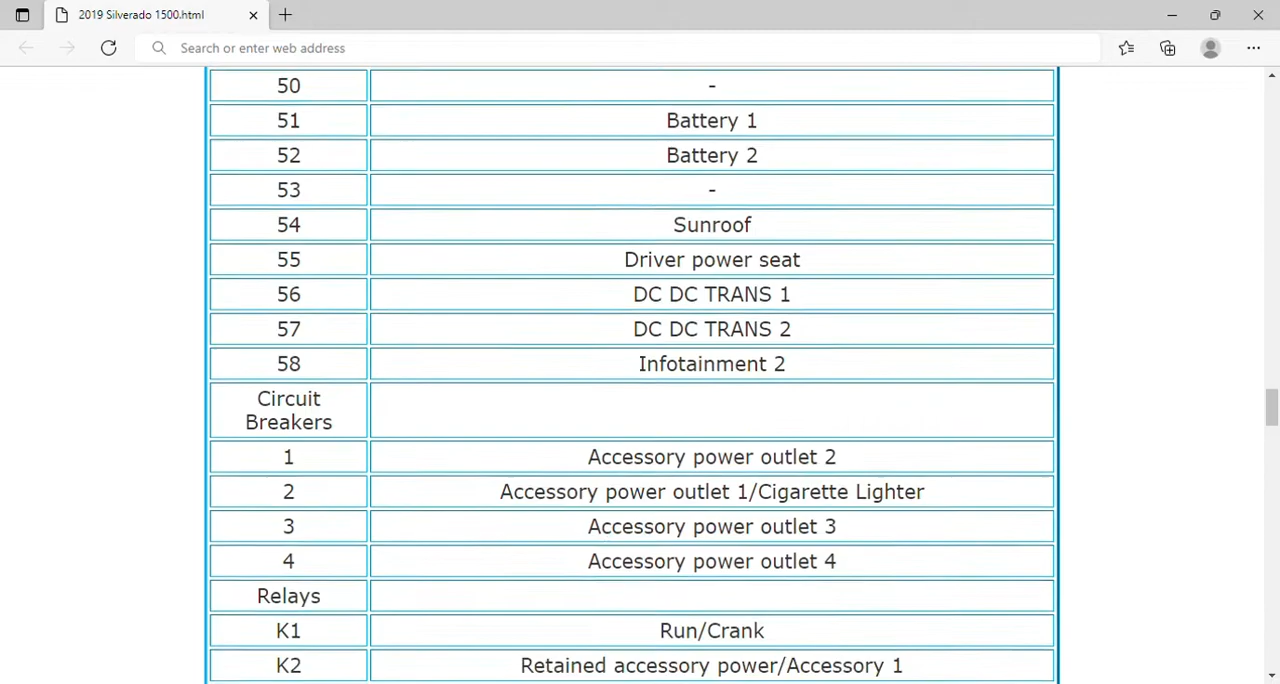 2019 Silverado 1500.html
Search or enter web address
50 -
51 Battery 1
52 Battery 2
53 -
54 Sunroof
55 Driver power seat
56 DC DC TRANS 1
57 DC DC TRANS 2
58 Infotainment 2
Circuit
Breakers
1 Accessory power outlet 2
2 Accessory power outlet 1/Cigarette Lighter
3 Accessory power outlet 3
4 Accessory power outlet 4
Relays
K1 Run/Crank
K2 Retained accessory power/Accessory 1